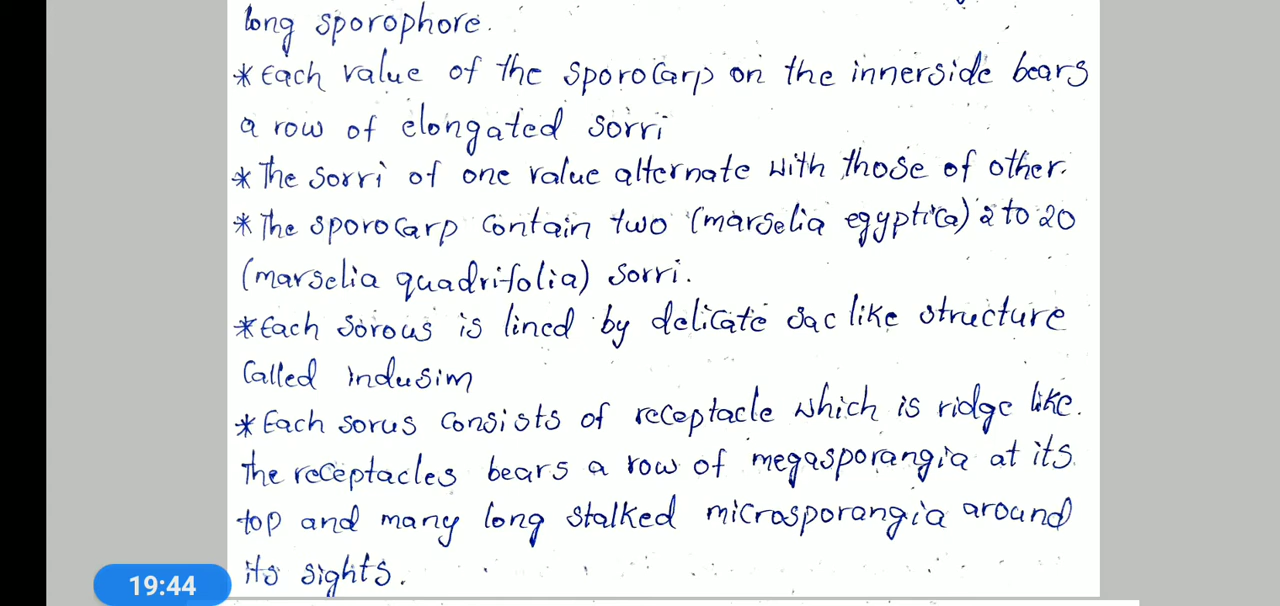 long sporophore.
* Each value of the sporocarp on the innerside bears
a row of elongated sorri
* The sorri of one value alternate with those of other.
* The sporocarp contain two (marselia egyptica) 2 to 20
(marselia quadrifolia) sorri.
* Each sorous is lined by delicate sac like structure
called indusim
* Each sorus consists of receptacle which is ridge like.
The receptacles bears a row of megasporangia at its
top and many long stalked microsporangia around
its sights.
19:44